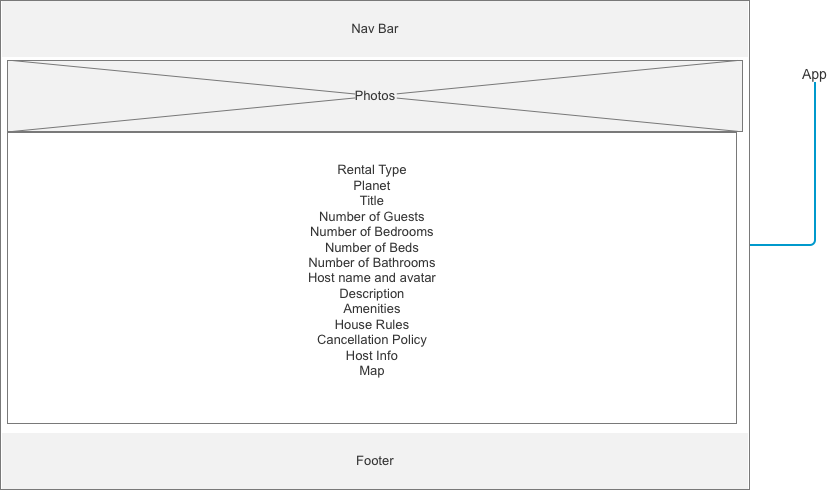 Nav Bar
App
Photos
Rental Type
Planet
Title
Number of Guests
Number of Bedrooms
Number of Beds
Number of Bathrooms
Host name and avatar
Description
Amenities
House Rules
Cancellation Policy
Host Info
Map
Footer